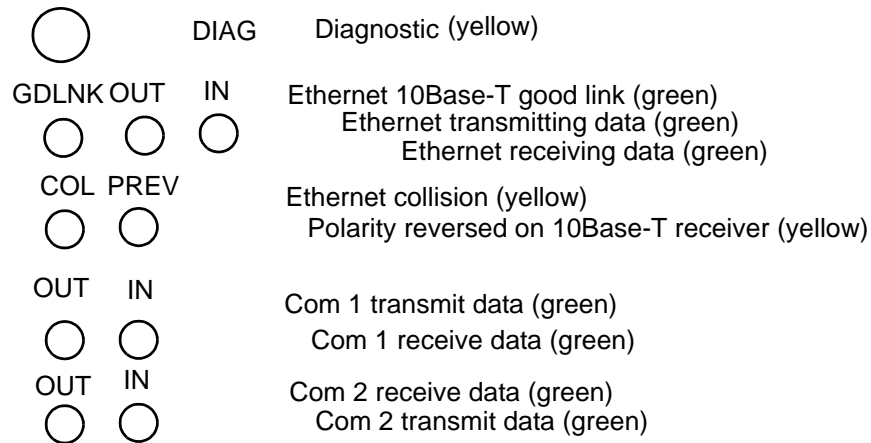 DIAG Diagnostic (yellow)
GDLNK OUT IN Ethernet 10Base-T good link (green)
Ethernet transmitting data (green)
Ethernet receiving data (green)
COL PREV Ethernet collision (yellow)
Polarity reversed on 10Base-T receiver (yellow)
OUT IN Com 1 transmit data (green)
Com 1 receive data (green)
OUT IN Com 2 receive data (green)
Com 2 transmit data (green)